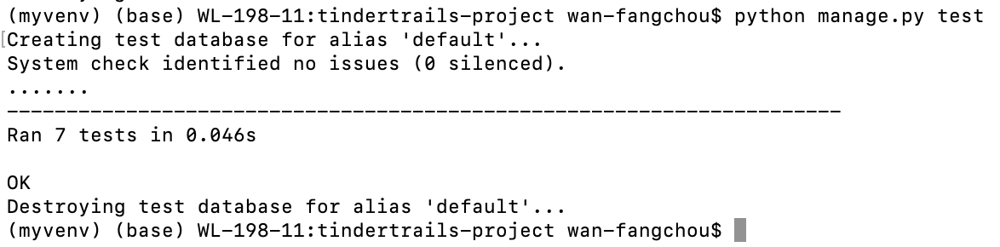 (myvenv) (base) WL-198-11:tindertrails-project wan-fangchou$ python manage.py test
[Creating test database for alias 'default'...
System check identified no issues (0 silenced).
.......
----------------------------------------------------------------------
Ran 7 tests in 0.046s
OK
Destroying test database for alias 'default'...
(myvenv) (base) WL-198-11:tindertrails-project wan-fangchou$